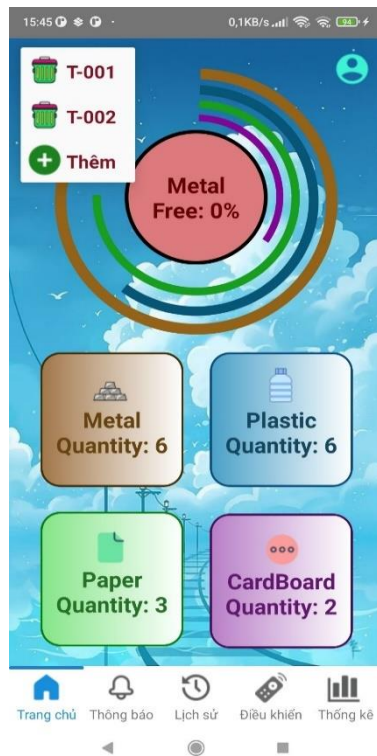 15:45
0,1KB/s
94
T-001
T-002
Thêm
Metal
Free: 0%
Metal
Quantity: 6
Plastic
Quantity: 6
Paper
Quantity: 3
CardBoard
Quantity: 2
Trang chủ
Thông báo
Lịch sử
Điều khiển
Thống kê